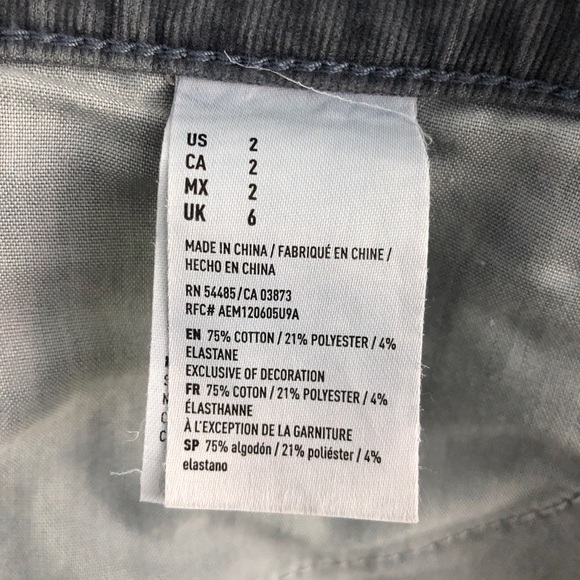 US 2
CA 2
MX 2
UK 6
MADE IN CHINA / FABRIQUÉ EN CHINE /
HECHO EN CHINA
RN 54485/CA 03873
RFC# AEM120605U9A
EN 75% COTTON / 21% POLYESTER / 4%
ELASTANE
EXCLUSIVE OF DECORATION
FR 75% COTON / 21% POLYESTER / 4%
ÉLASTHANNE
À L'EXCEPTION DE LA GARNITURE
SP 75% algodón / 21% poliéster / 4%
elastano